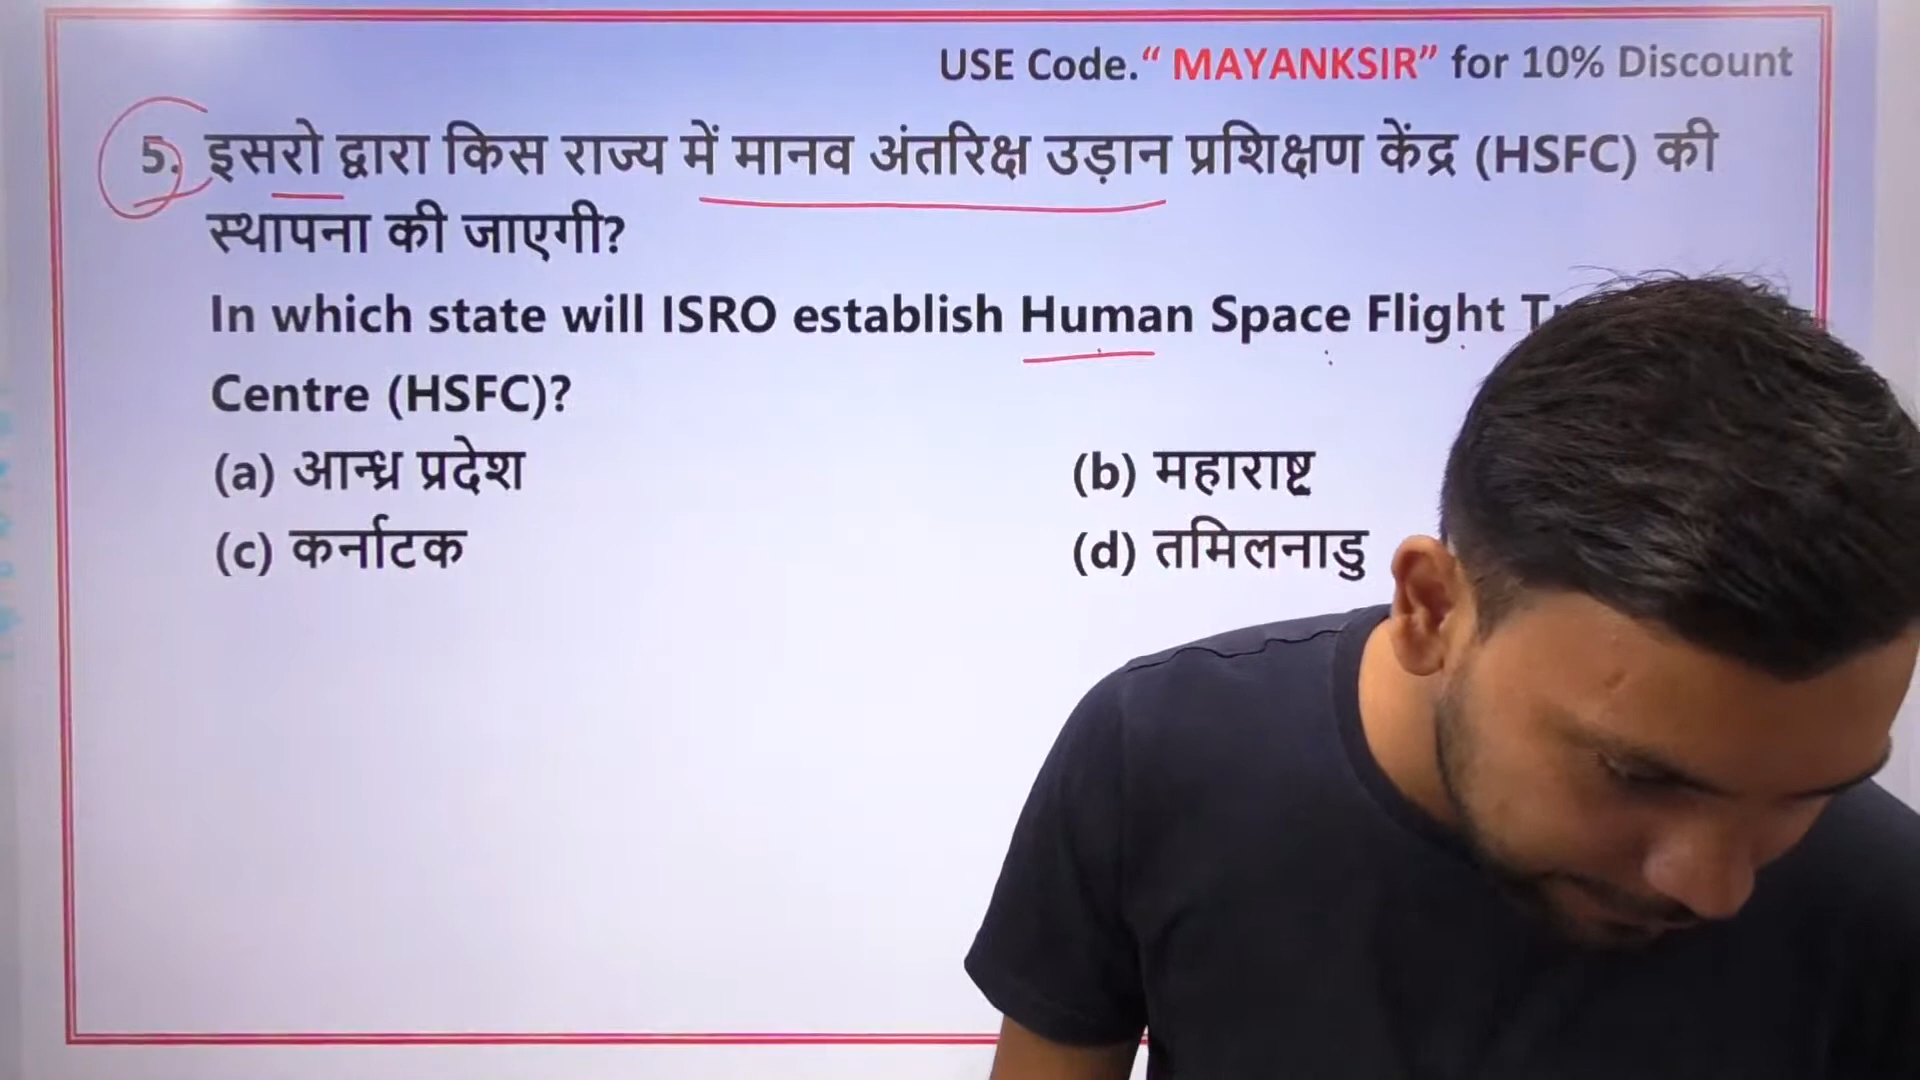 USE Code.“ MAYANKSIR” for 10% Discount
5. इसरो द्वारा किस राज्य में मानव अंतरिक्ष उड़ान प्रशिक्षण केंद्र (HSFC) की
स्थापना की जाएगी?
In which state will ISRO establish Human Space Flight
Centre (HSFC)?
(a) आन्ध्र प्रदेश (b) महाराष्ट्र
(c) कर्नाटक (d) तमिलनाडु